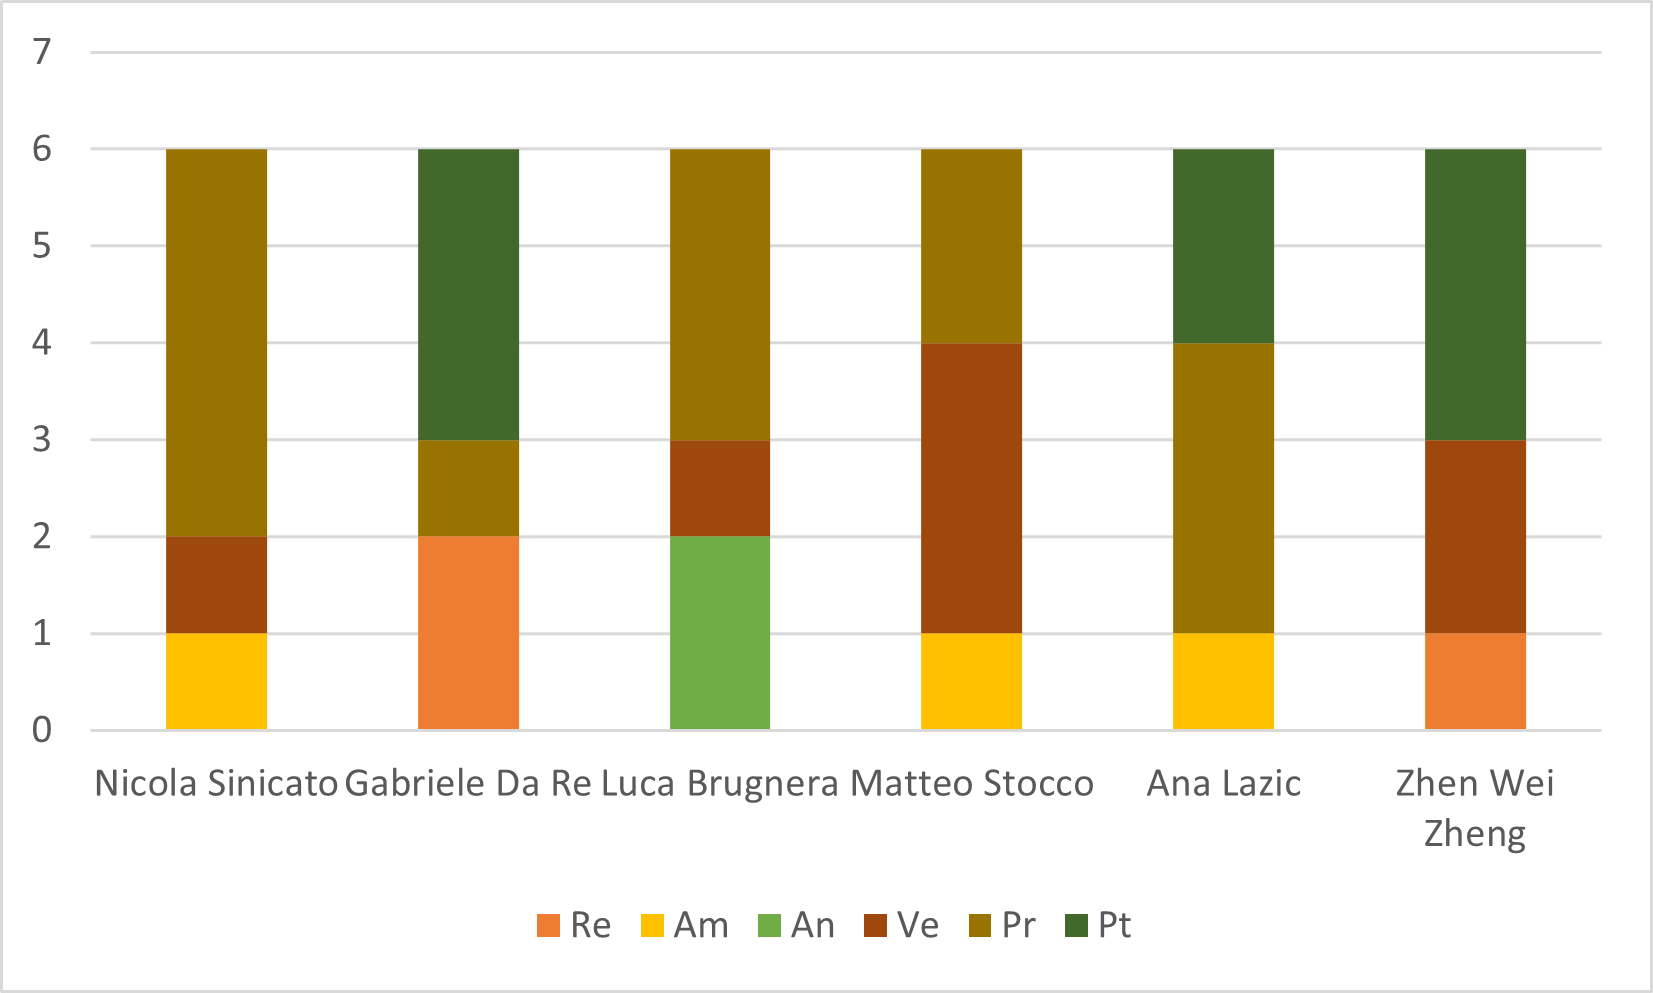 7
6
5
4
3
2
1
0
Nicola Sinicato Gabriele Da Re Luca Brugnera Matteo Stocco Ana Lazic Zhen Wei
Zheng
Re Am An Ve Pr Pt